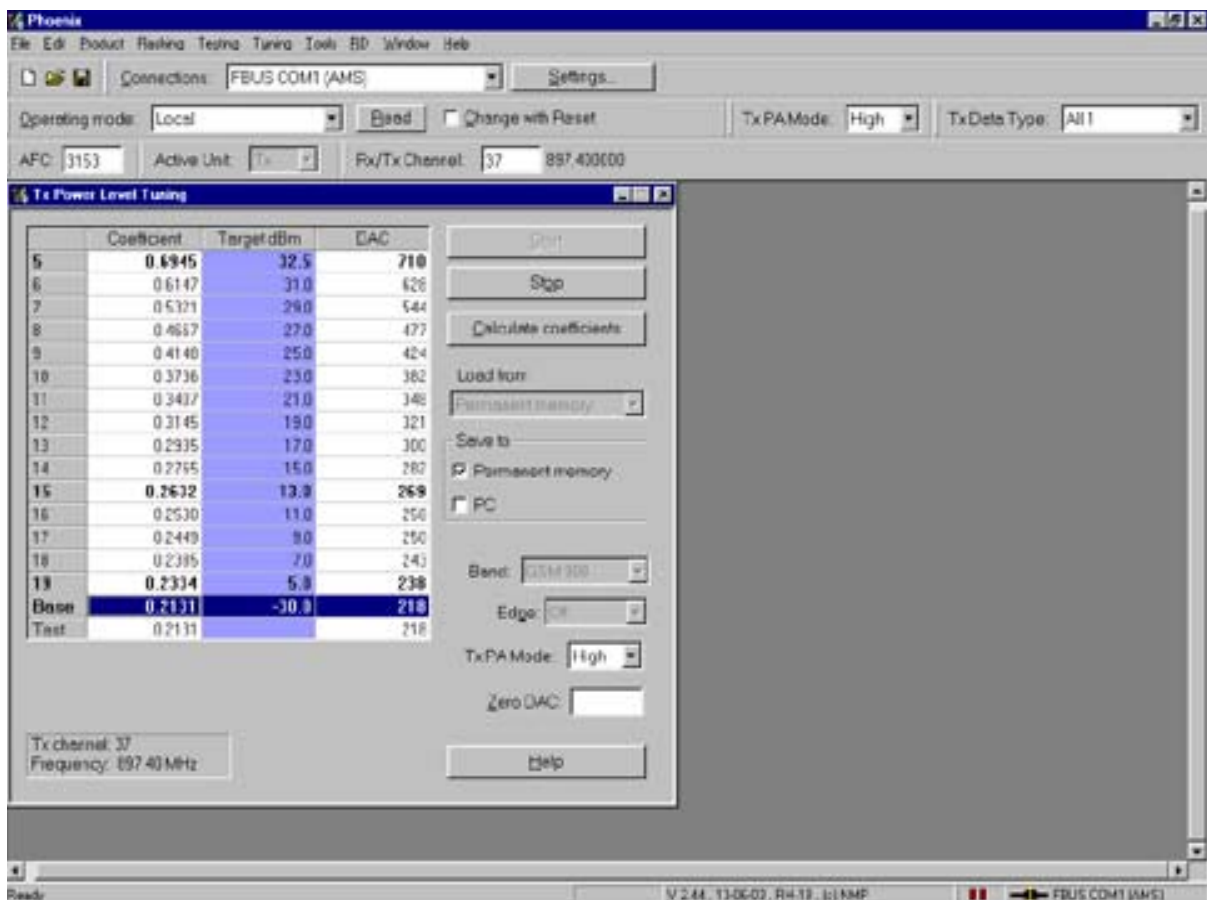 Phoenix
File Edit Product Flashing Testing Tuning Tools FID Window Help
Connections: FBUS COM1 (AMS) Settings...
Operating mode: Local Read Change with Reset Tx PA Mode: High Tx Data Type: All 1
AFC: 3153 Active Unit: Tx Rx/Tx Channel: 37 897.400000
Tx Power Level Tuning
Coefficient Target dBm DAC
5 0.6945 32.5 710
6 0.6147 31.0 628
7 0.5321 29.0 544
8 27.0 477
9 0.4140 25.0 424
10 0.3736 23.0 382
11 21.0 348
12 0.3145 19.0 321
13 0.2935 17.0 300
14 0.2765 15.0 282
15 0.2632 13.0 269
16 0.2530 11.0
17 0.2449 9.0 250
18 0.2385 7.0 243
19 0.2334 5.0 238
Base 0.2131 -30.0 218
Test 0.2131 218
Start
Stop
Calculate coefficients
Load from
Permanent memory
Save to
Permanent memory
PC
Band: GSM 900
Edge: Off
Tx PA Mode: High
Zero DAC:
Tx channel: 37
Frequency: 897.40 MHz
Help
Ready V 2.44, 13-06-03, RH-18, (c) NMP FBUS COM1 (AMS)